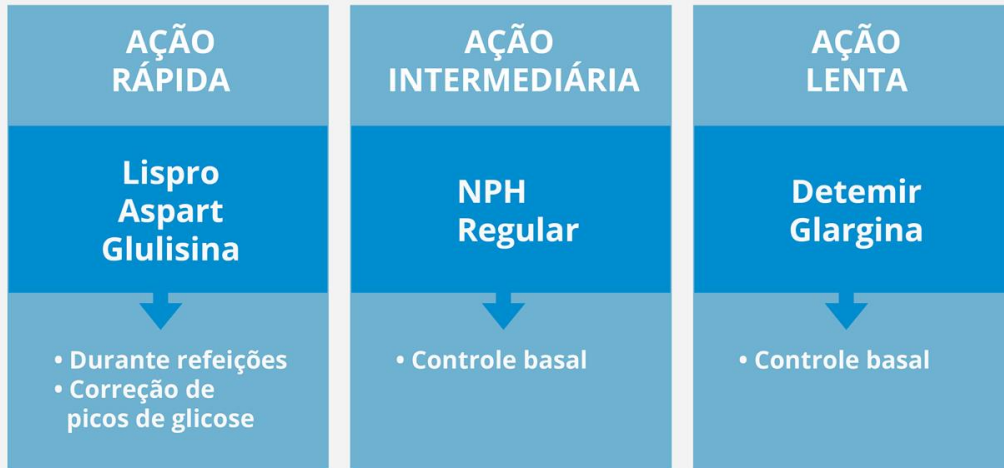 AÇÃO
RÁPIDA
Lispro
Aspart
Glulisina
• Durante refeições
• Correção de
picos de glicose
AÇÃO
INTERMEDIÁRIA
NPH
Regular
• Controle basal
AÇÃO
LENTA
Detemir
Glargina
• Controle basal